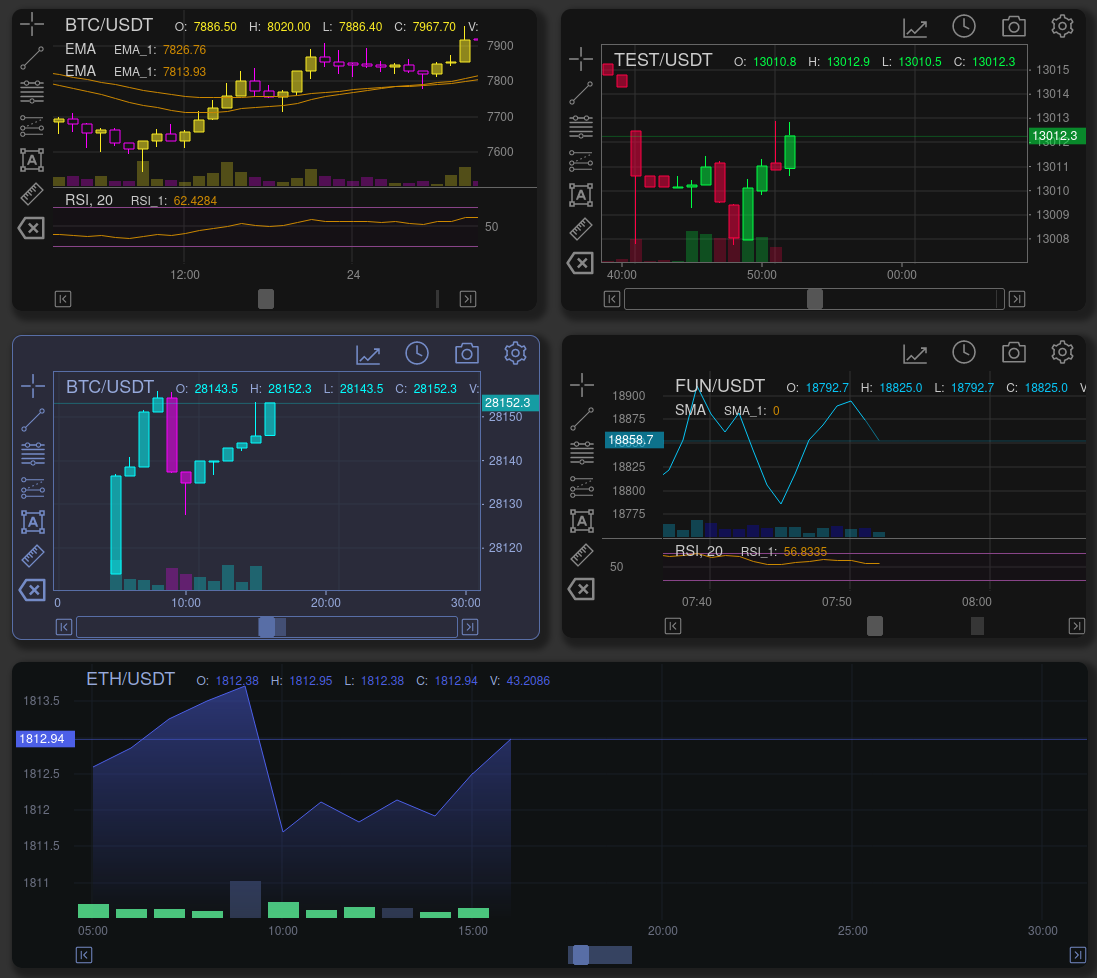 BTC/USDT O: 7886.50 H: 8020.00 L: 7886.40 C: 7967.70 V:
EMA EMA_1: 7826.76
EMA EMA_1: 7813.93
7900
7800
7700
7600
RSI, 20 RSI_1: 62.4284
50
12:00 24
TEST/USDT O: 13010.8 H: 13012.9 L: 13010.5 C: 13012.3
13015
13014
13013
13012.3
13012
13011
13010
13009
13008
40:00 50:00 00:00
A
A
BTC/USDT O: 28143.5 H: 28152.3 L: 28143.5 C: 28152.3 V:
28152.3
28150
28140
28130
28120
0 10:00 20:00 30:00
A
FUN/USDT O: 18792.7 H: 18825.0 L: 18792.7 C: 18825.0 V
SMA SMA_1: 0
18900
18875
18858.7
18825
18800
18775
RSI, 20 RSI_1: 56.8335
50
07:40 07:50 08:00
A
ETH/USDT O: 1812.38 H: 1812.95 L: 1812.38 C: 1812.94 V: 43.2086
1813.5
1812.94
1812.5
1812
1811.5
1811
05:00 10:00 15:00 20:00 25:00 30:00